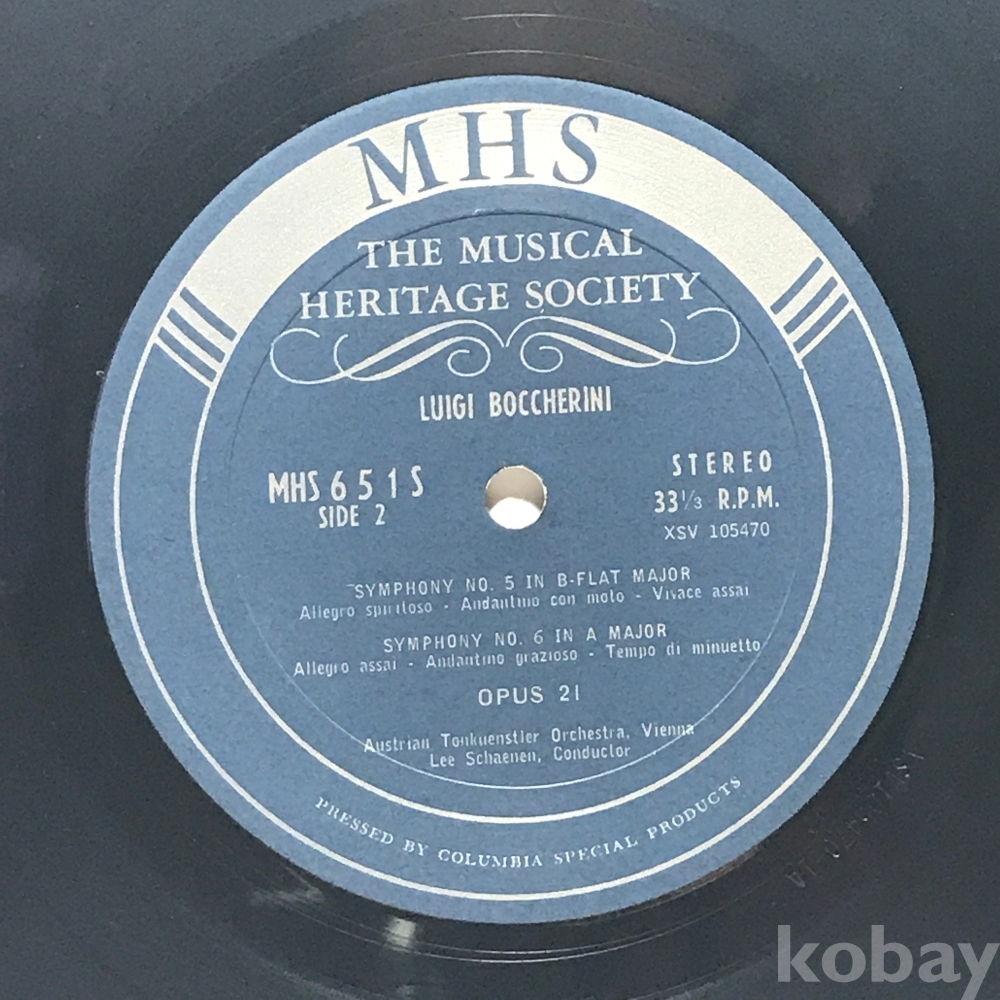 MHS
THE MUSICAL
HERITAGE SOCIETY
LUIGI BOCCHERINI
MHS 651 S
SIDE 2
STEREO
33⅓ R.P.M.
XSV 105470
SYMPHONY NO. 5 IN B-FLAT MAJOR
Allegro spiritoso - Andantino con moto - Vivace assai
SYMPHONY NO. 6 IN A MAJOR
Allegro assai - Andantino grazioso - Tempo di minuetto
OPUS 21
Austrian Tonkuenstler Orchestra, Vienna
Lee Schaenen, Conductor
PRESSED BY COLUMBIA SPECIAL PRODUCTS
kobay